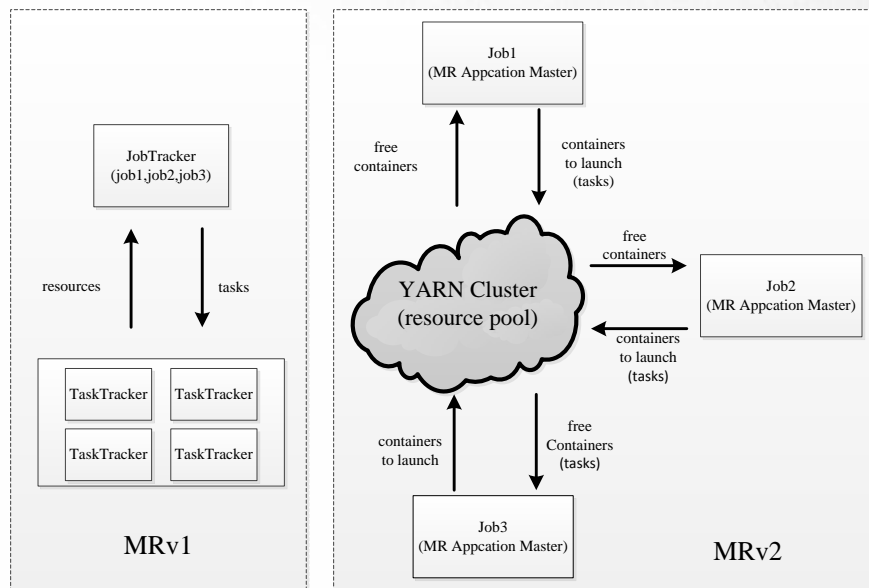 JobTracker
(job1,job2,job3)
resources
tasks
TaskTracker
TaskTracker
TaskTracker
TaskTracker
MRv1
Job1
(MR Appcation Master)
free
containers
containers
to launch
(tasks)
YARN Cluster
(resource pool)
free
containers
Job2
(MR Appcation Master)
containers
to launch
(tasks)
containers
to launch
free
Containers
(tasks)
Job3
(MR Appcation Master)
MRv2